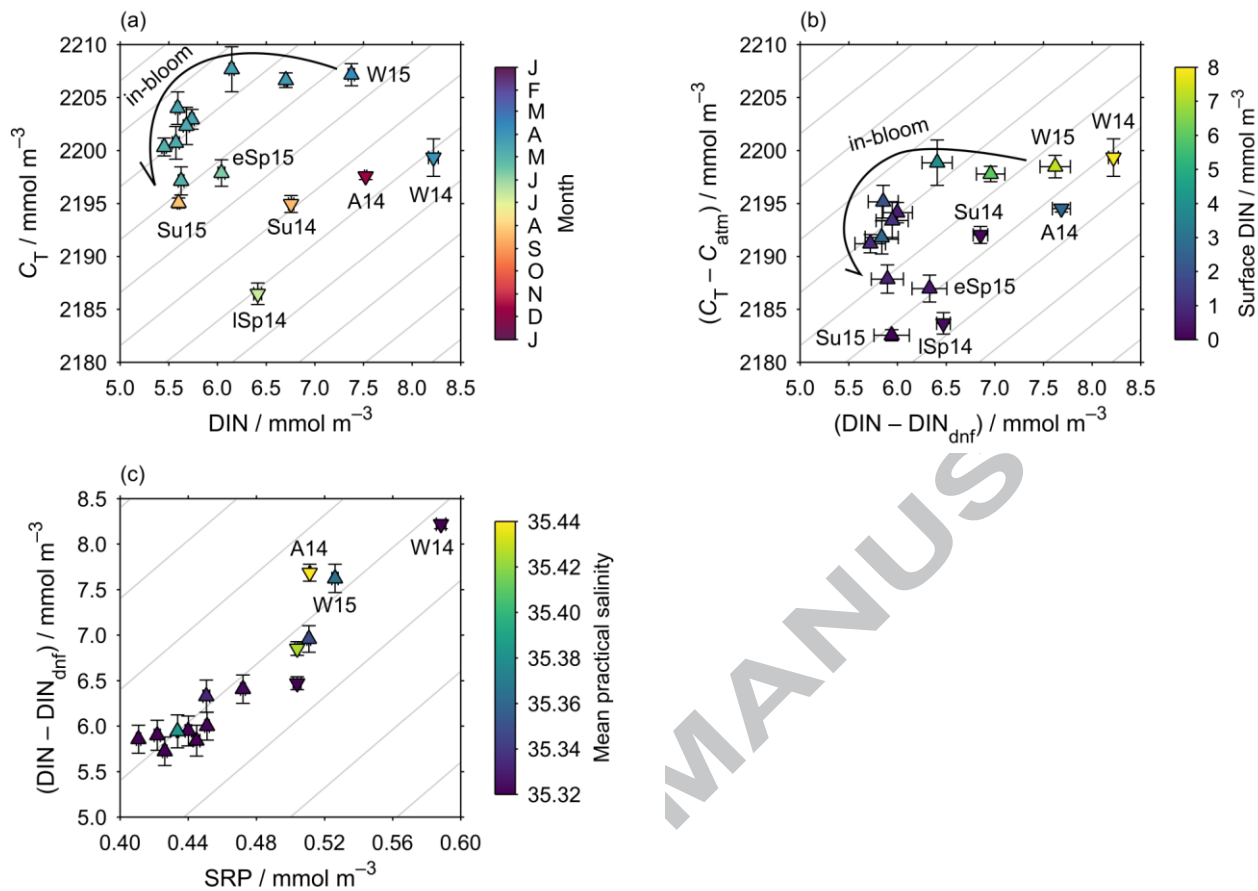 (a)
2210
2205
2200
2195
2190
2185
2180
C_T / mmol m⁻³
in-bloom
W15
eSp15
A14
W14
Su15
Su14
lSp14
5.0 5.5 6.0 6.5 7.0 7.5 8.0 8.5
DIN / mmol m⁻³
J
F
M
A
M
J
J
A
S
O
N
D
J
Month
(b)
2210
2205
2200
2195
2190
2185
2180
(C_T – C_atm) / mmol m⁻³
in-bloom
W15
W14
Su14
A14
eSp15
Su15
lSp14
5.0 5.5 6.0 6.5 7.0 7.5 8.0 8.5
(DIN – DIN_dnf) / mmol m⁻³
8
7
6
5
4
3
2
1
0
Surface DIN / mmol m⁻³
(c)
8.5
8.0
7.5
7.0
6.5
6.0
5.5
5.0
(DIN – DIN_dnf) / mmol m⁻³
A14
W14
W15
0.40 0.44 0.48 0.52 0.56 0.60
SRP / mmol m⁻³
35.44
35.42
35.40
35.38
35.36
35.34
35.32
Mean practical salinity
MANUS